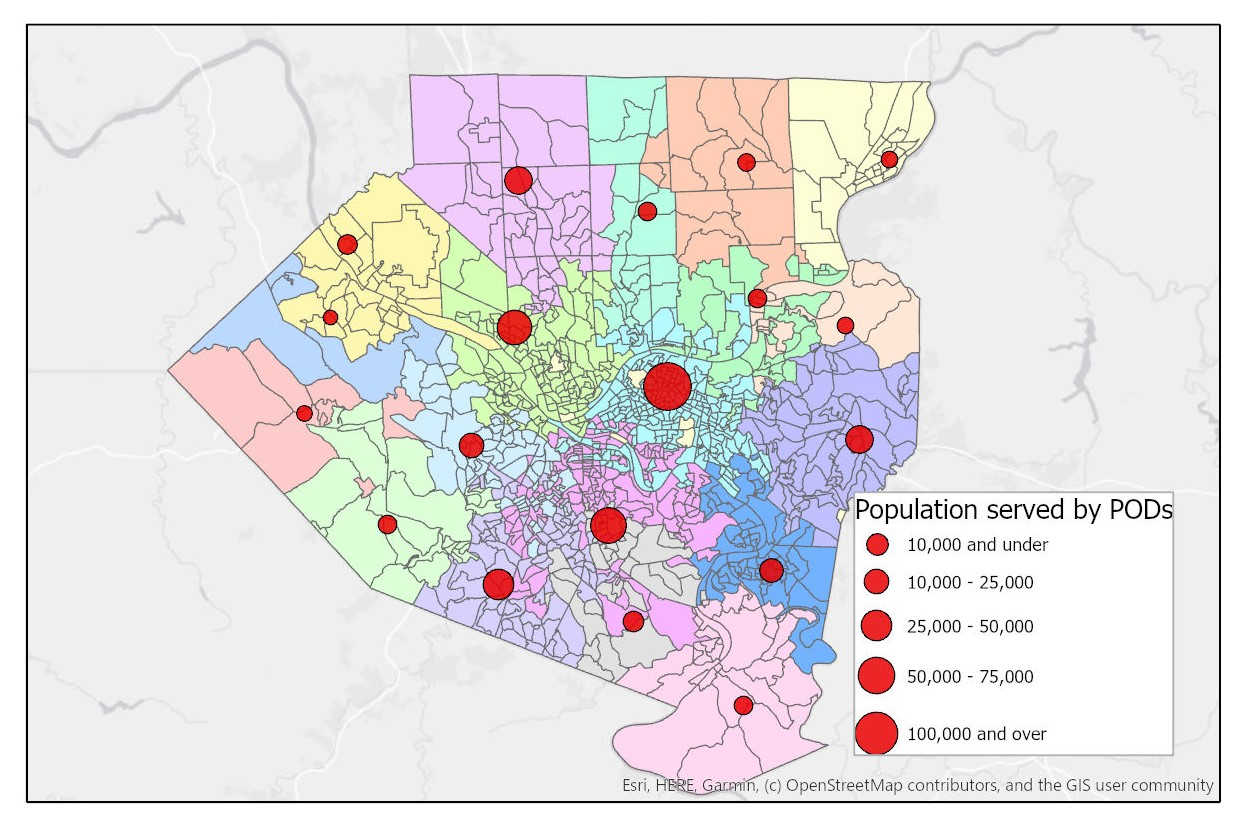 Population served by PODs
10,000 and under
10,000 - 25,000
25,000 - 50,000
50,000 - 75,000
100,000 and over
Esri, HERE, Garmin, (c) OpenStreetMap contributors, and the GIS user community